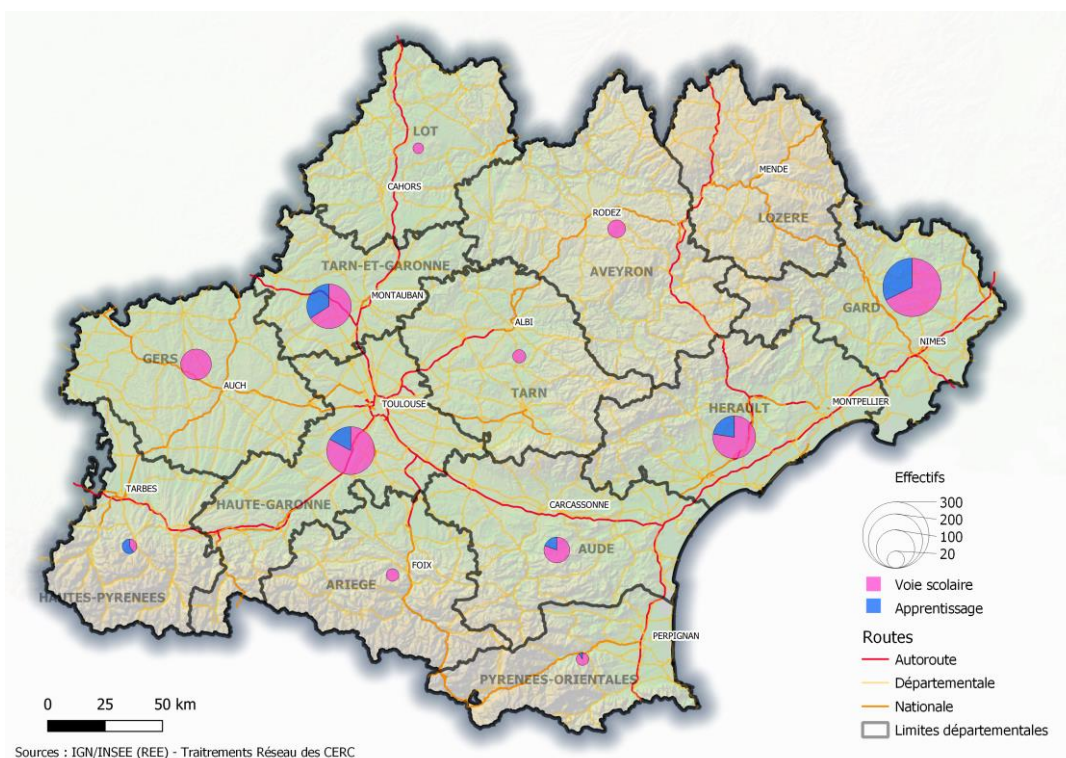 LOT
CAHORS
MENDE
LOZERE
RODEZ
AVEYRON
TARN-ET-GARONNE
MONTAUBAN
GARD
ALBI
NIMES
GERS
AUCH
TARN
TOULOUSE
HERAULT
MONTPELLIER
TARBES
HAUTE-GARONNE
CARCASSONNE
AUDE
FOIX
ARIEGE
HAUTES-PYRENEES
PERPIGNAN
PYRENEES-ORIENTALES
Effectifs
300
200
100
20
Voie scolaire
Apprentissage
Routes
Autoroute
Départementale
Nationale
Limites départementales
0 25 50 km
Sources : IGN/INSEE (REE) - Traitements Réseau des CERC